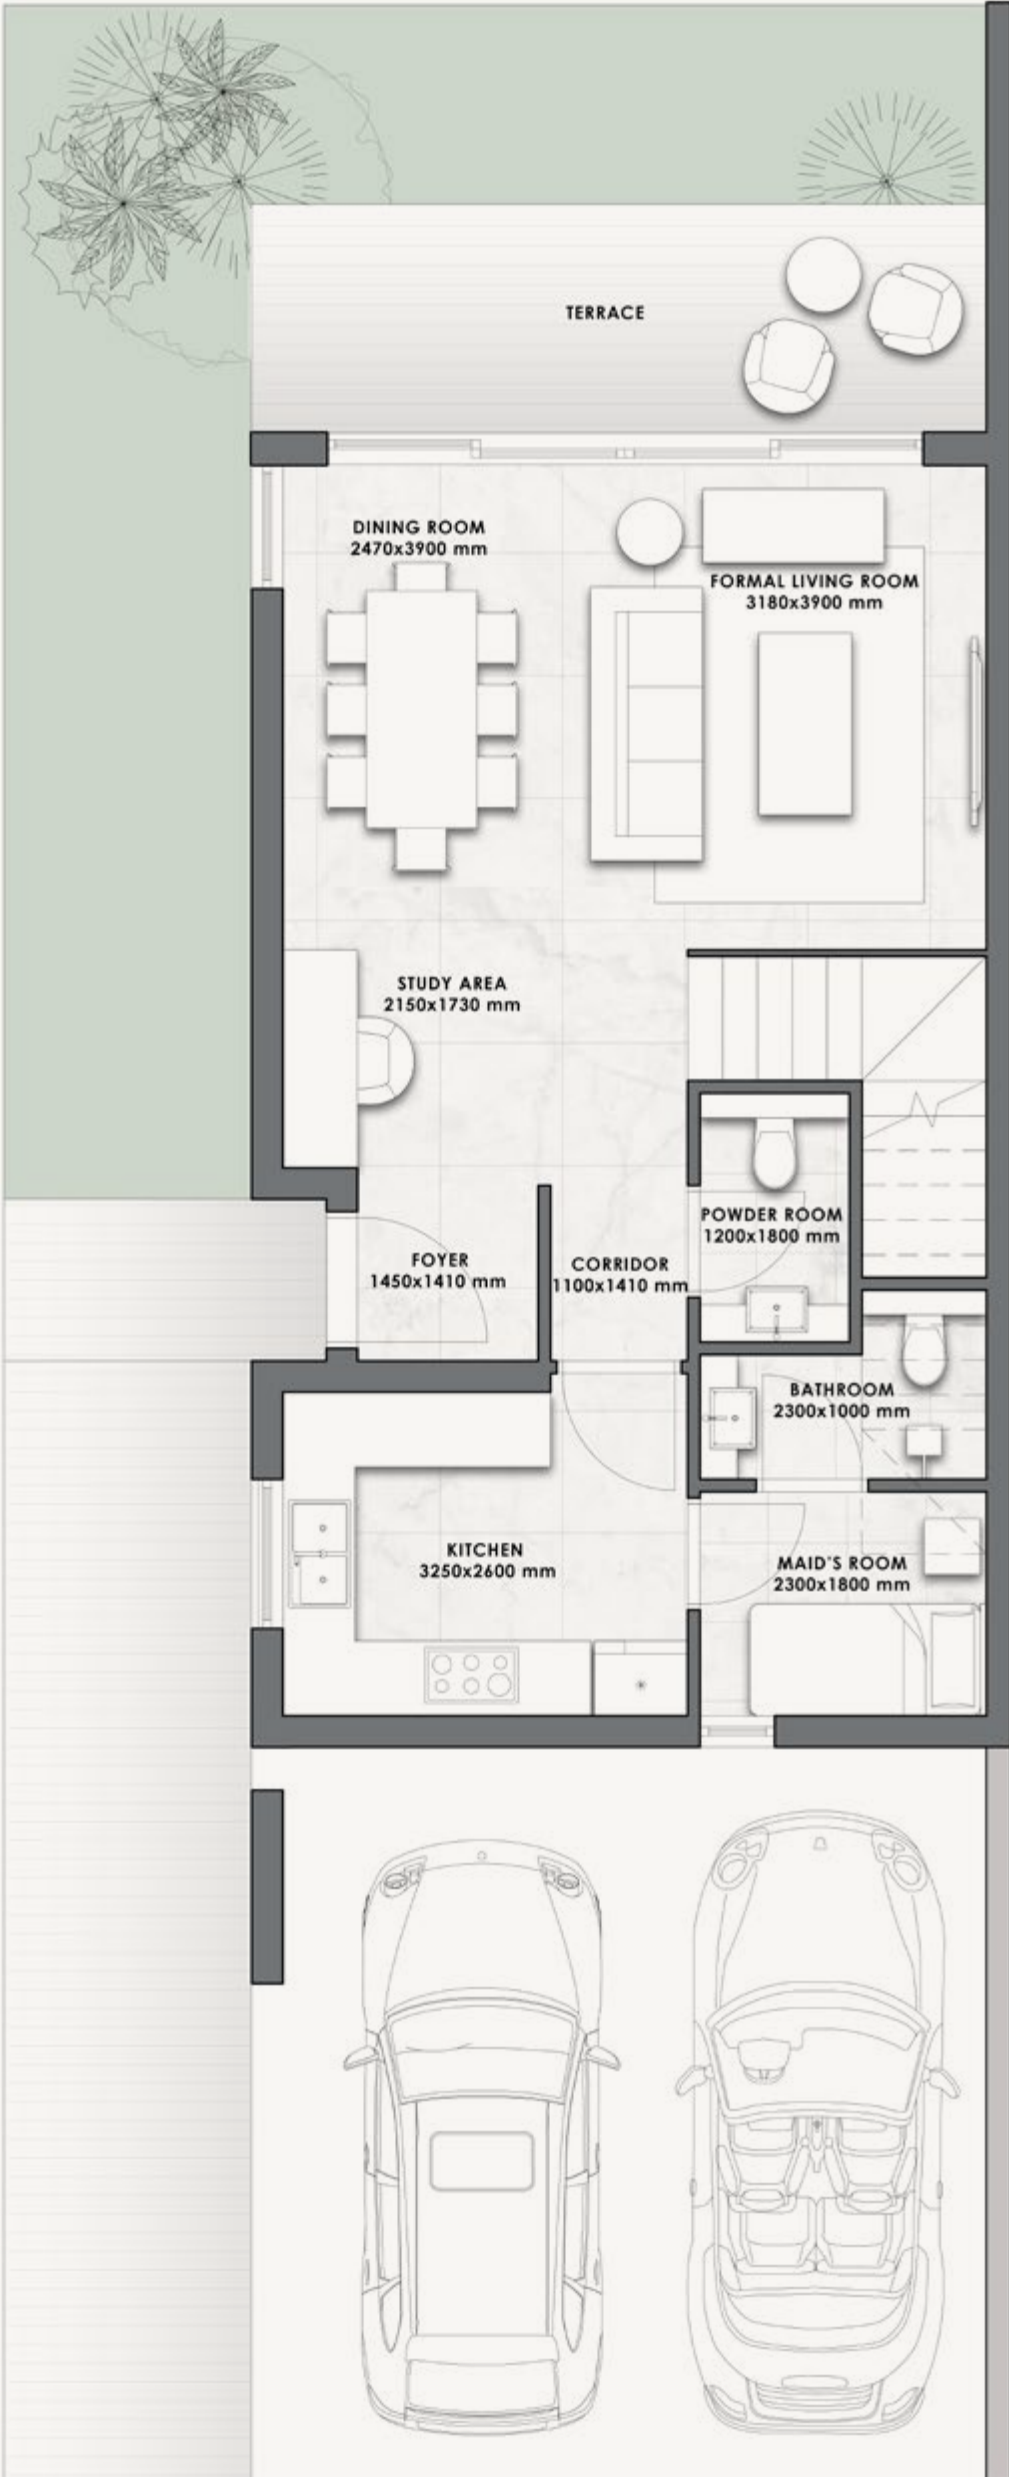 TERRACE
DINING ROOM
2470x3900 mm
FORMAL LIVING ROOM
3180x3900 mm
STUDY AREA
2150x1730 mm
POWDER ROOM
1200x1800 mm
FOYER
1450x1410 mm
CORRIDOR
1100x1410 mm
BATHROOM
2300x1000 mm
KITCHEN
3250x2600 mm
MAID'S ROOM
2300x1800 mm